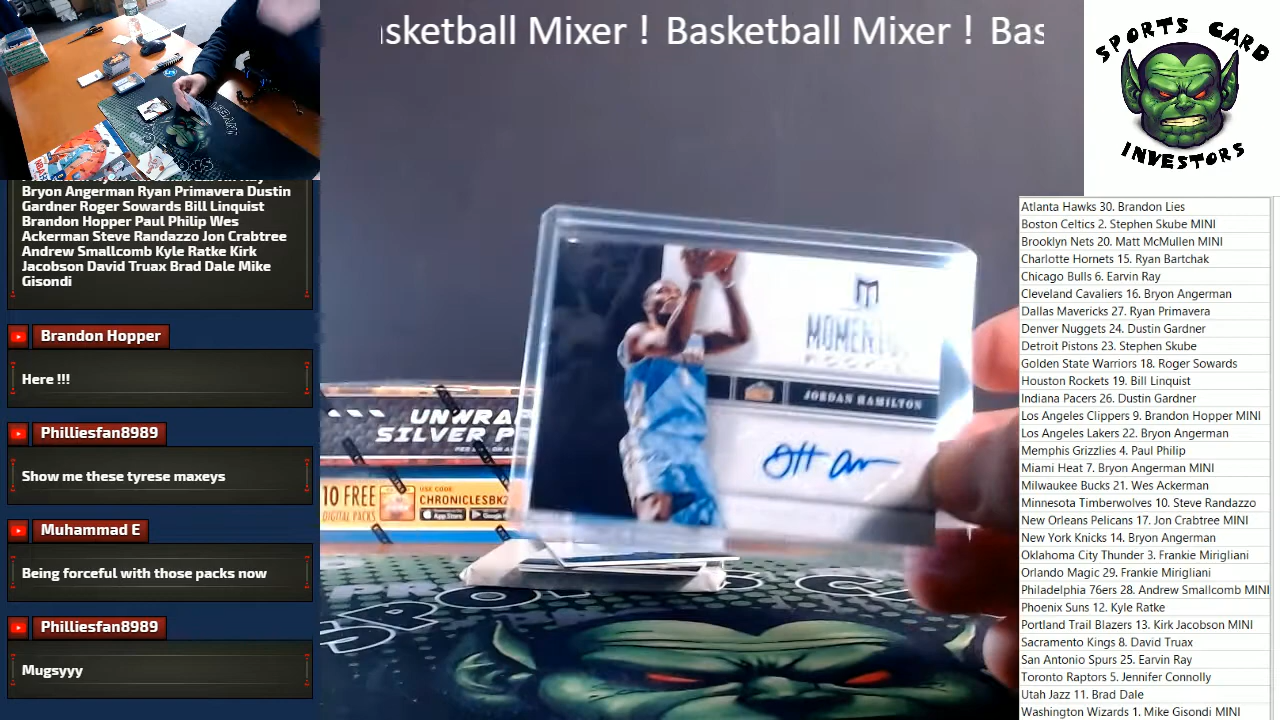 sketball Mixer ! Basketball Mixer ! Bas
SPORTS CARD
INVESTORS
Bryon Angerman Ryan Primavera Dustin
Gardner Roger Sowards Bill Linquist
Brandon Hopper Paul Philip Wes
Ackerman Steve Randazzo Jon Crabtree
Andrew Smallcomb Kyle Ratke Kirk
Jacobson David Truax Brad Dale Mike
Gisondi
Brandon Hopper
Here !!!
Philliesfan8989
Show me these tyrese maxeys
Muhammad E
Being forceful with those packs now
Philliesfan8989
Mugsyyy
MOMENTUM
JORDAN HAMILTON
UNWRA
SILVER P
10 FREE
DIGITAL PACKS
USE CODE
CHRONICLESBK2
App Store
Google
Atlanta Hawks 30. Brandon Lies
Boston Celtics 2. Stephen Skube MINI
Brooklyn Nets 20. Matt McMullen MINI
Charlotte Hornets 15. Ryan Bartchak
Chicago Bulls 6. Earvin Ray
Cleveland Cavaliers 16. Bryon Angerman
Dallas Mavericks 27. Ryan Primavera
Denver Nuggets 24. Dustin Gardner
Detroit Pistons 23. Stephen Skube
Golden State Warriors 18. Roger Sowards
Houston Rockets 19. Bill Linquist
Indiana Pacers 26. Dustin Gardner
Los Angeles Clippers 9. Brandon Hopper MINI
Los Angeles Lakers 22. Bryon Angerman
Memphis Grizzlies 4. Paul Philip
Miami Heat 7. Bryon Angerman MINI
Milwaukee Bucks 21. Wes Ackerman
Minnesota Timberwolves 10. Steve Randazzo
New Orleans Pelicans 17. Jon Crabtree MINI
New York Knicks 14. Bryon Angerman
Oklahoma City Thunder 3. Frankie Mirigliani
Orlando Magic 29. Frankie Mirigliani
Philadelphia 76ers 28. Andrew Smallcomb MINI
Phoenix Suns 12. Kyle Ratke
Portland Trail Blazers 13. Kirk Jacobson MINI
Sacramento Kings 8. David Truax
San Antonio Spurs 25. Earvin Ray
Toronto Raptors 5. Jennifer Connolly
Utah Jazz 11. Brad Dale
Washington Wizards 1. Mike Gisondi MINI